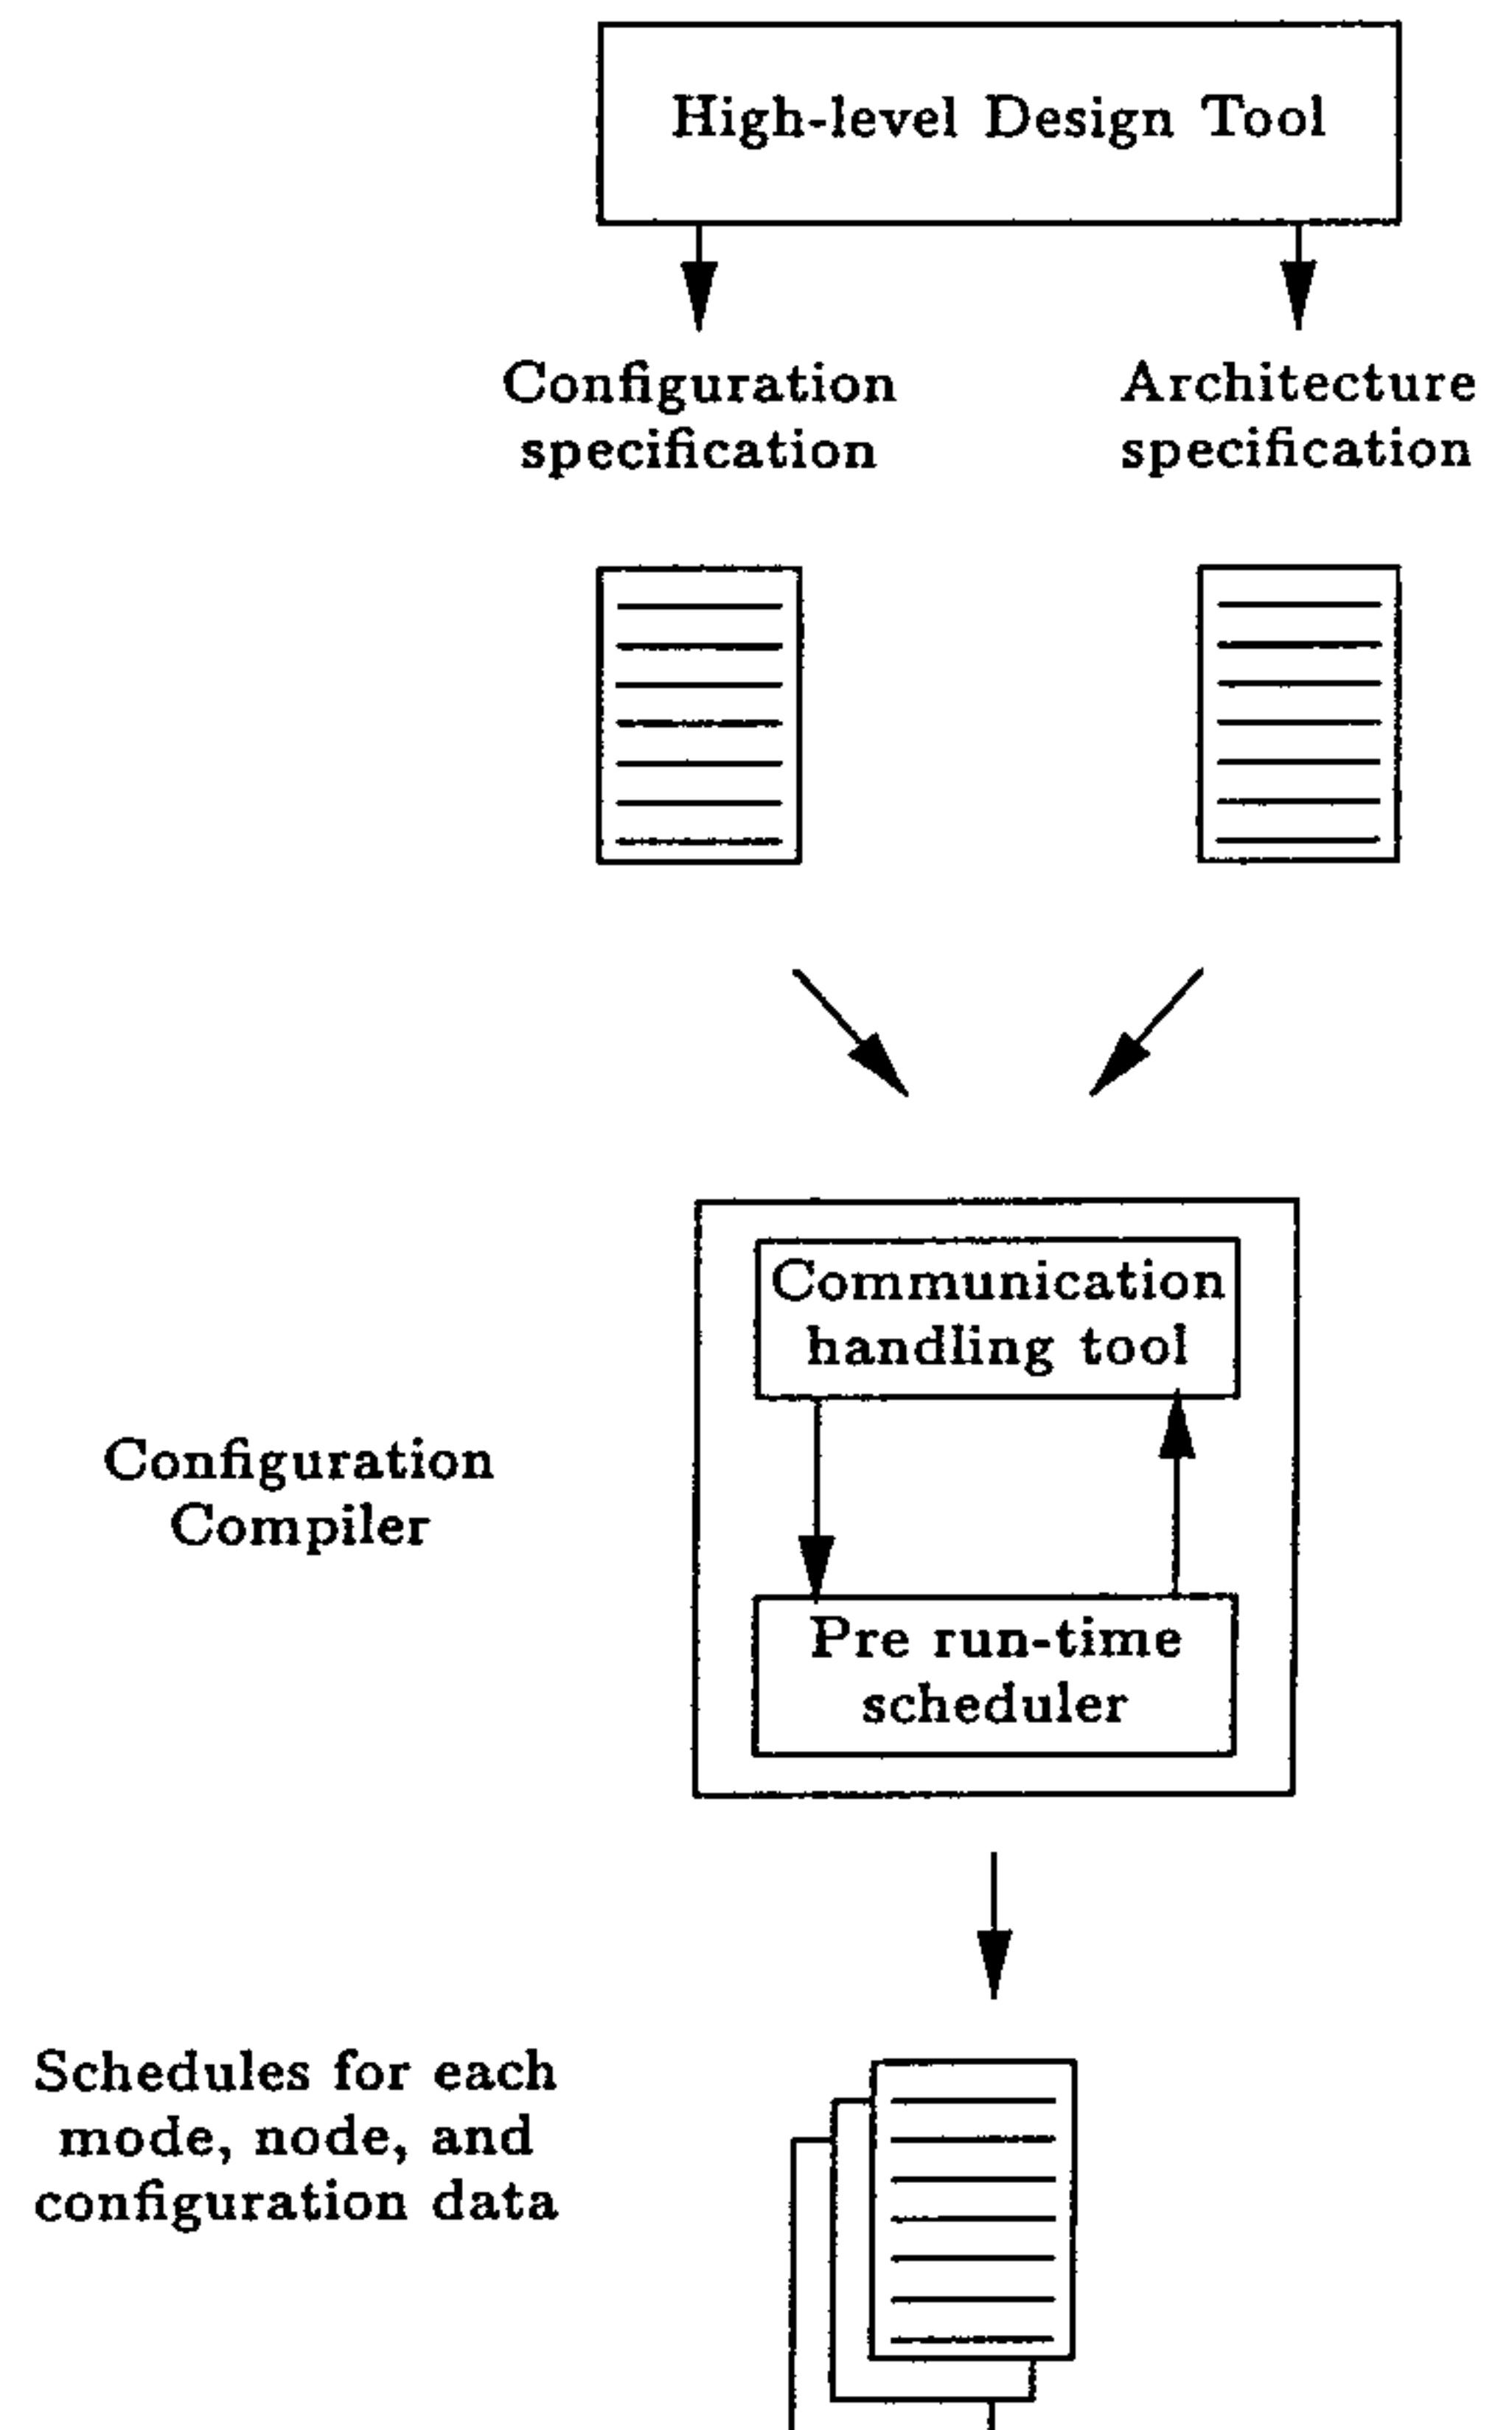 High-level Design Tool
Configuration
specification
Architecture
specification
Communication
handling tool
Configuration
Compiler
Pre run-time
scheduler
Schedules for each
mode, node, and
configuration data